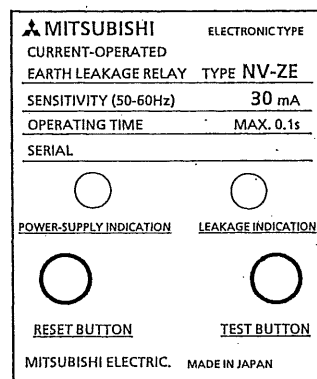 MITSUBISHI ELECTRONIC TYPE
CURRENT-OPERATED
EARTH LEAKAGE RELAY TYPE NV-ZE
SENSITIVITY (50-60Hz) 30 mA
OPERATING TIME MAX. 0.1s
SERIAL
POWER-SUPPLY INDICATION LEAKAGE INDICATION
RESET BUTTON TEST BUTTON
MITSUBISHI ELECTRIC. MADE IN JAPAN